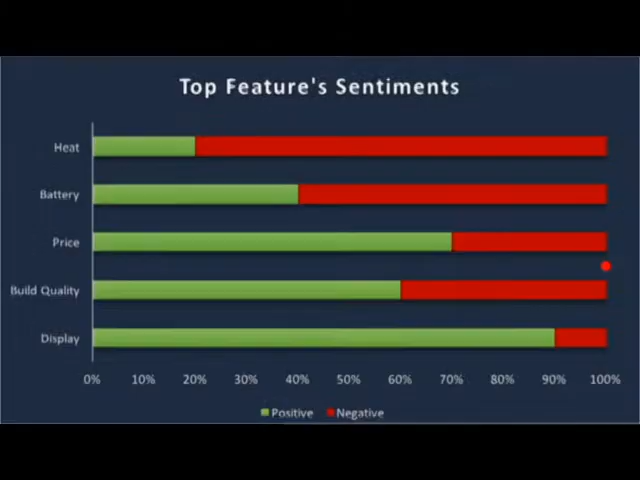 Top Feature's Sentiments
Heat
Battery
Price
Build Quality
Display
0% 10% 20% 30% 40% 50% 60% 70% 80% 90% 100%
Positive Negative